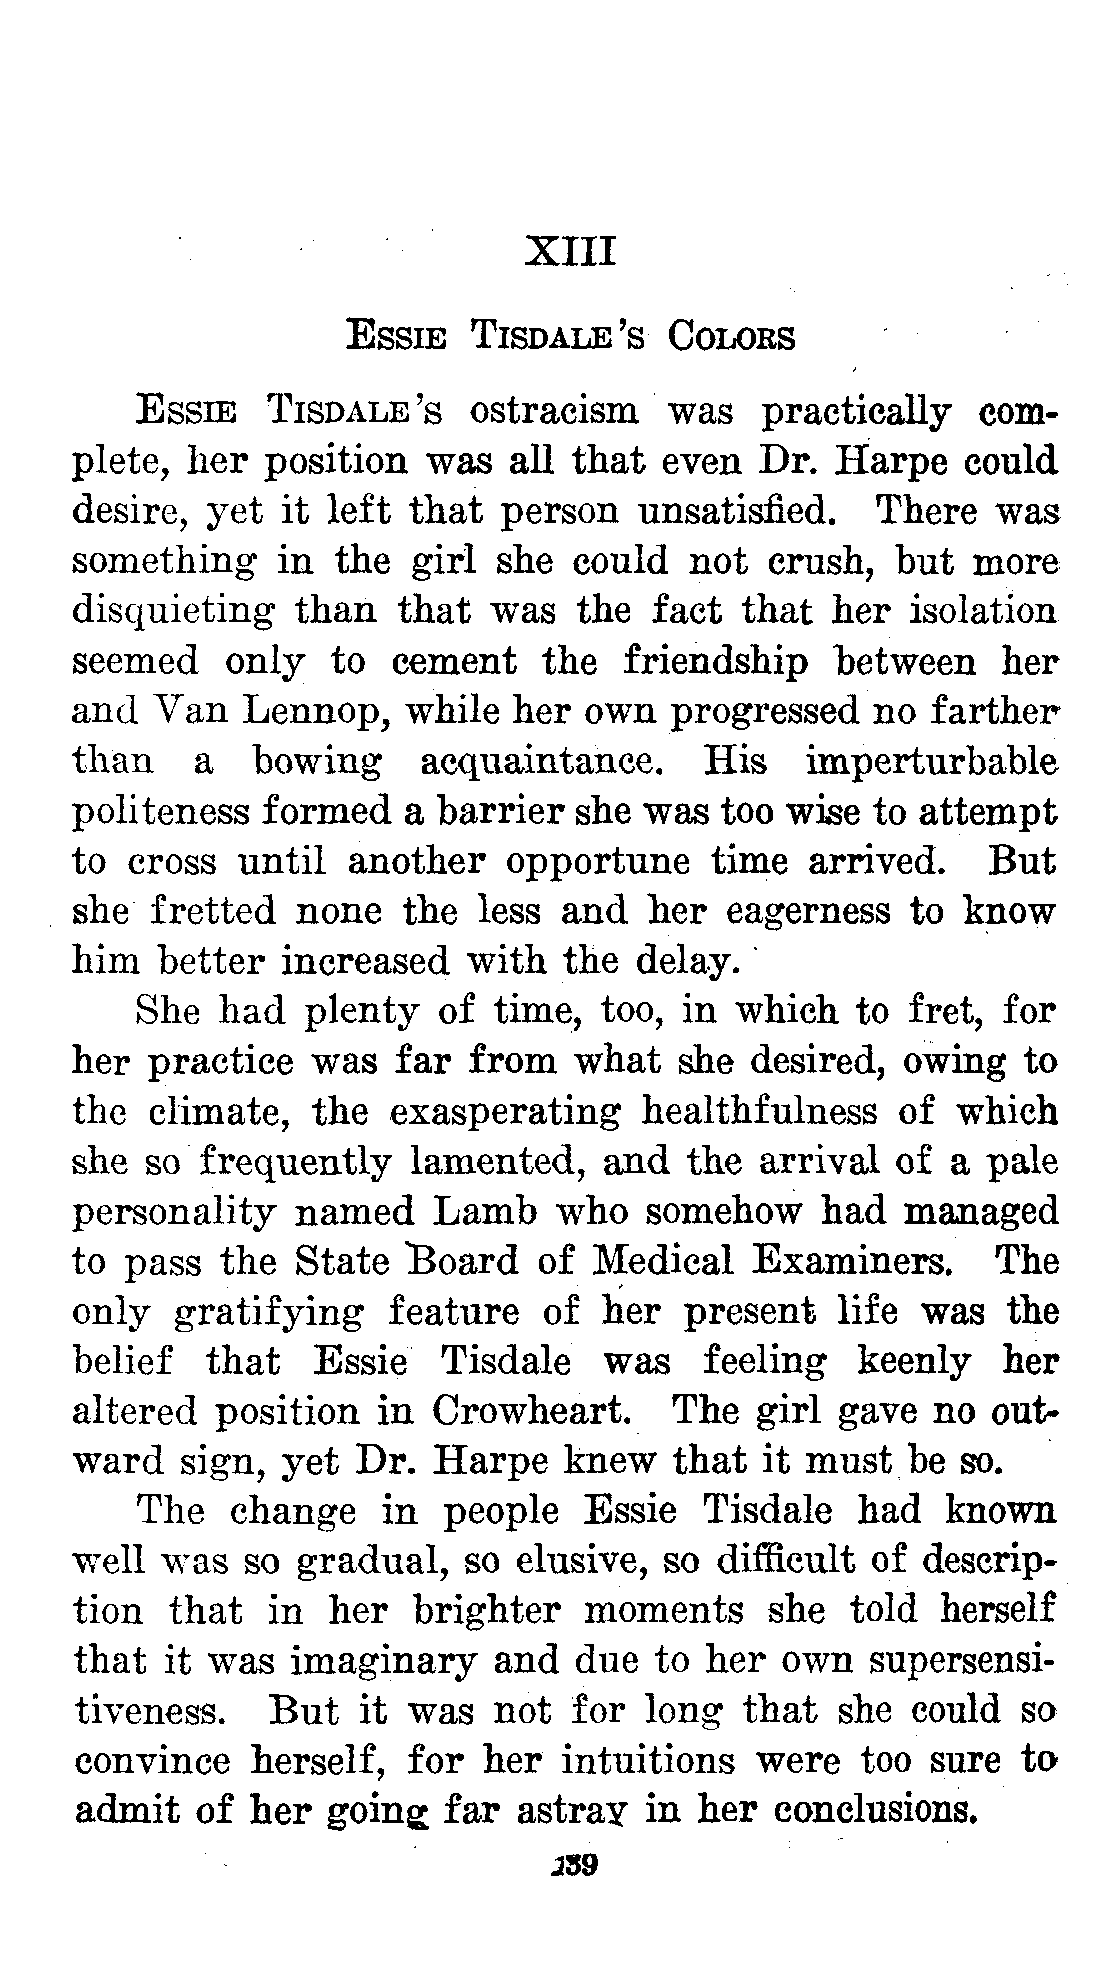 XIII
Essie Tisdale's Colors
Essie Tisdale's ostracism was practically com-
plete, her position was all that even Dr. Harpe could
desire, yet it left that person unsatisfied. There was
something in the girl she could not crush, but more
disquieting than that was the fact that her isolation
seemed only to cement the friendship between her
and Van Lennop, while her own progressed no farther
than a bowing acquaintance. His imperturbable
politeness formed a barrier she was too wise to attempt
to cross until another opportune time arrived. But
she fretted none the less and her eagerness to know
him better increased with the delay.
She had plenty of time, too, in which to fret, for
her practice was far from what she desired, owing to
the climate, the exasperating healthfulness of which
she so frequently lamented, and the arrival of a pale
personality named Lamb who somehow had managed
to pass the State Board of Medical Examiners. The
only gratifying feature of her present life was the
belief that Essie Tisdale was feeling keenly her
altered position in Crowheart. The girl gave no out-
ward sign, yet Dr. Harpe knew that it must be so.
The change in people Essie Tisdale had known
well was so gradual, so elusive, so difficult of descrip-
tion that in her brighter moments she told herself
that it was imaginary and due to her own supersensi-
tiveness. But it was not for long that she could so
convince herself, for her intuitions were too sure to
admit of her going far astray in her conclusions.
139